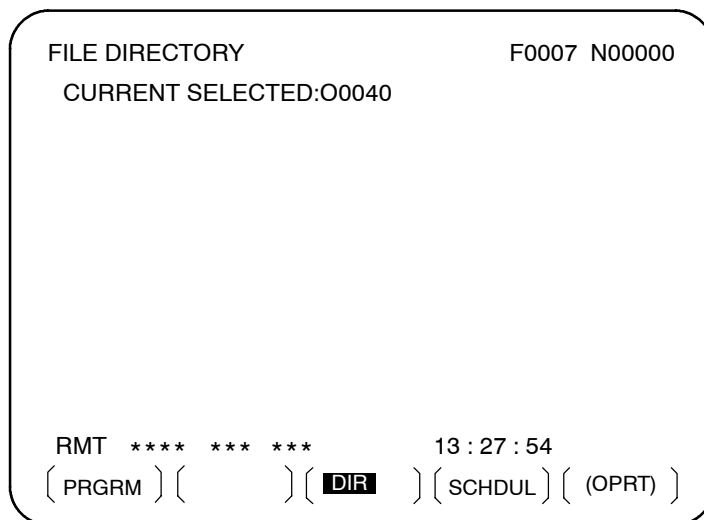 FILE DIRECTORY F0007 N00000
CURRENT SELECTED:O0040
RMT **** *** *** 13 : 27 : 54
[ PRGRM ] [ ] [ DIR ] [ SCHDUL ] [ (OPRT) ]